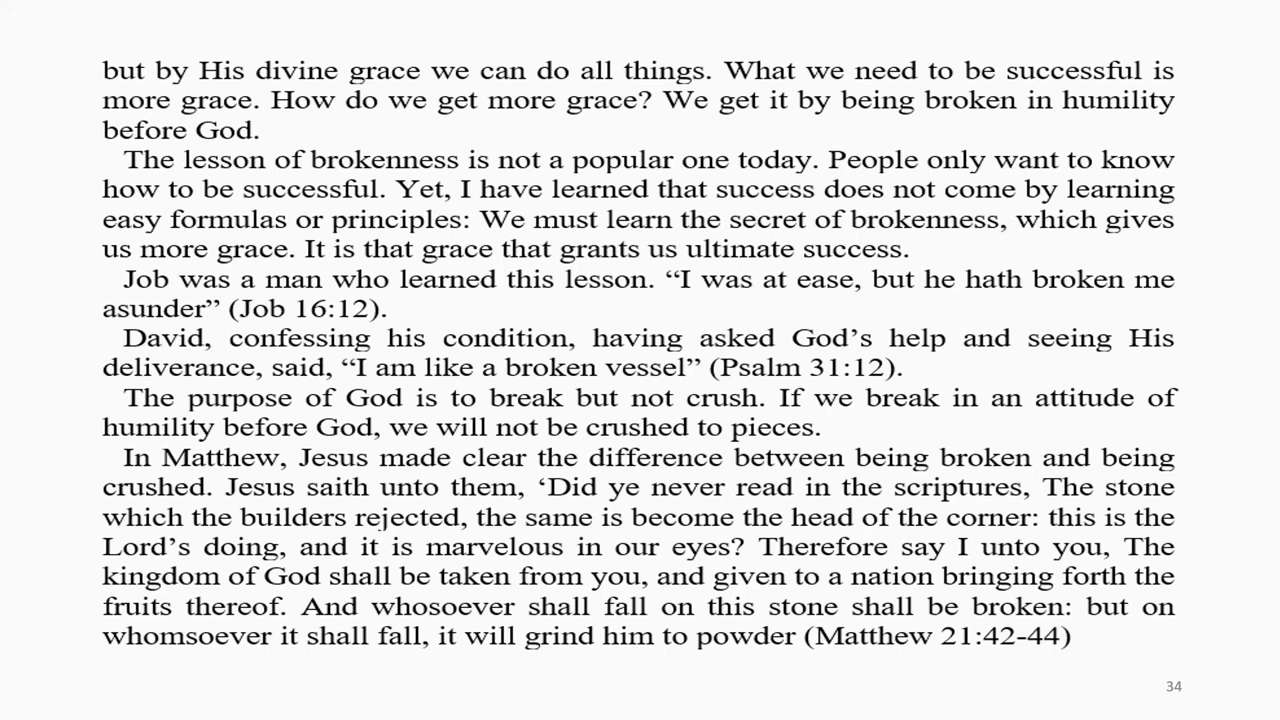 but by His divine grace we can do all things. What we need to be successful is
more grace. How do we get more grace? We get it by being broken in humility
before God.
The lesson of brokenness is not a popular one today. People only want to know
how to be successful. Yet, I have learned that success does not come by learning
easy formulas or principles: We must learn the secret of brokenness, which gives
us more grace. It is that grace that grants us ultimate success.
Job was a man who learned this lesson. “I was at ease, but he hath broken me
asunder” (Job 16:12).
David, confessing his condition, having asked God’s help and seeing His
deliverance, said, “I am like a broken vessel” (Psalm 31:12).
The purpose of God is to break but not crush. If we break in an attitude of
humility before God, we will not be crushed to pieces.
In Matthew, Jesus made clear the difference between being broken and being
crushed. Jesus saith unto them, ‘Did ye never read in the scriptures, The stone
which the builders rejected, the same is become the head of the corner: this is the
Lord’s doing, and it is marvelous in our eyes? Therefore say I unto you, The
kingdom of God shall be taken from you, and given to a nation bringing forth the
fruits thereof. And whosoever shall fall on this stone shall be broken: but on
whomsoever it shall fall, it will grind him to powder (Matthew 21:42-44)
34